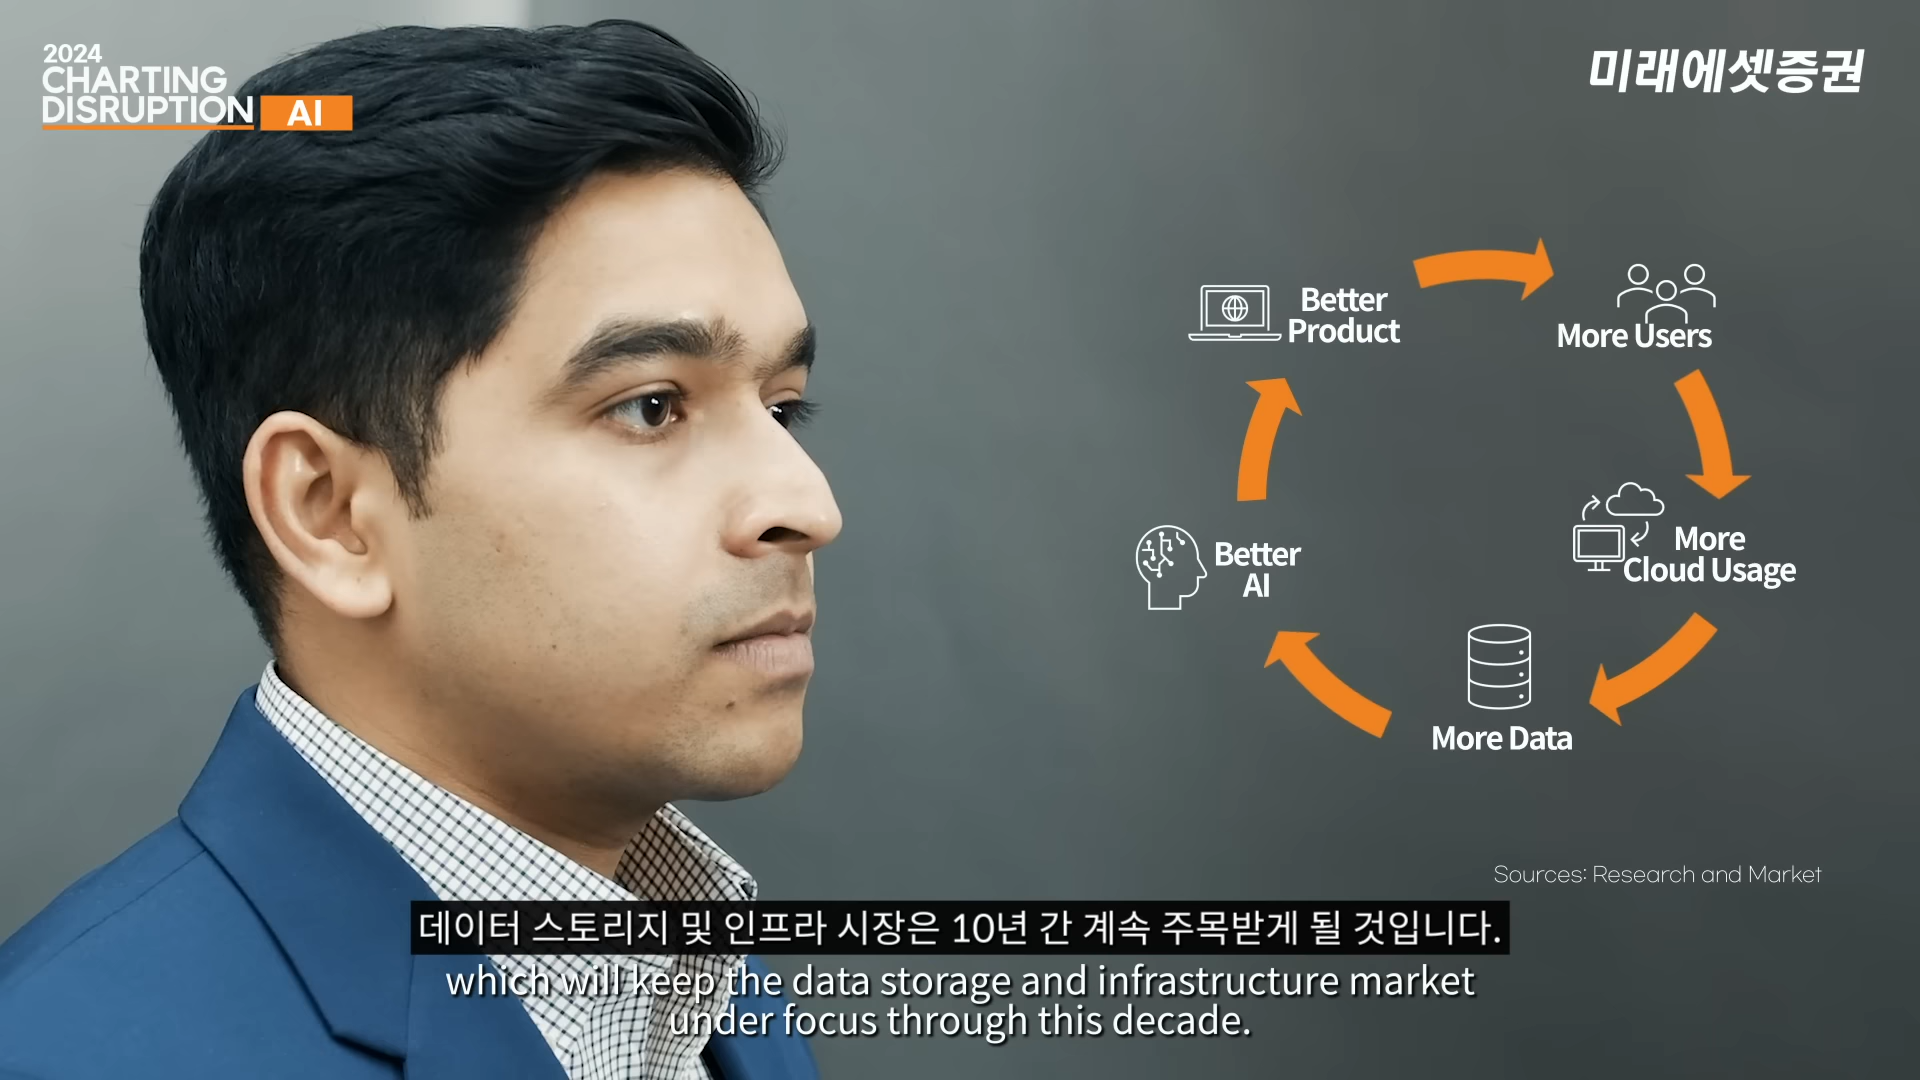 2024
CHARTING
DISRUPTION AI
미래에셋증권
Better
Product
More Users
More
Cloud Usage
Better
AI
More Data
Sources: Research and Market
데이터 스토리지 및 인프라 시장은 10년 간 계속 주목받게 될 것입니다.
which will keep the data storage and infrastructure market
under focus through this decade.